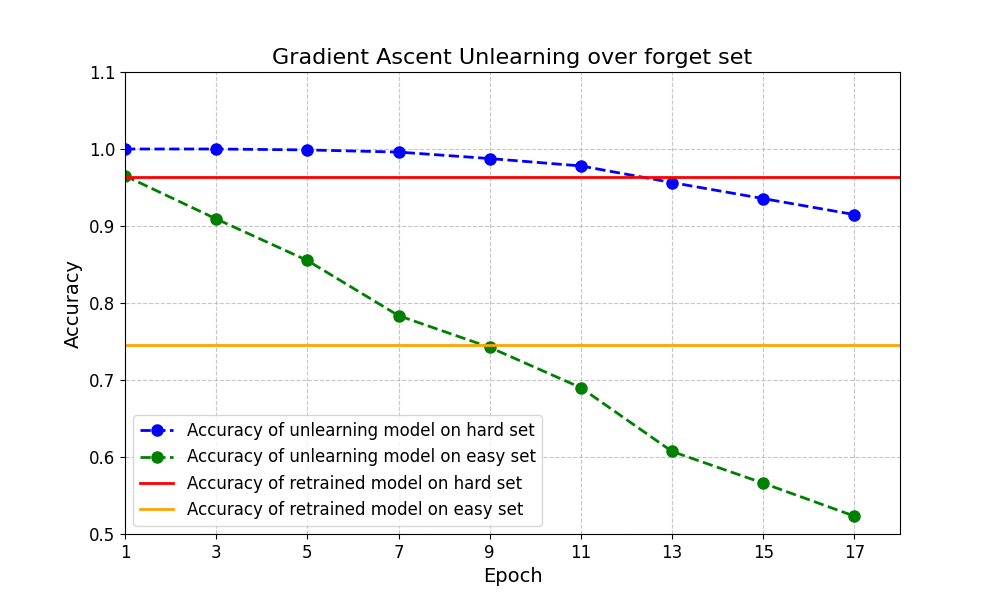 Gradient Ascent Unlearning over forget set
1.1
1.0
0.9
0.8
0.7
0.6
0.5
Accuracy
Accuracy of unlearning model on hard set
Accuracy of unlearning model on easy set
Accuracy of retrained model on hard set
Accuracy of retrained model on easy set
1 3 5 7 9 11 13 15 17
Epoch